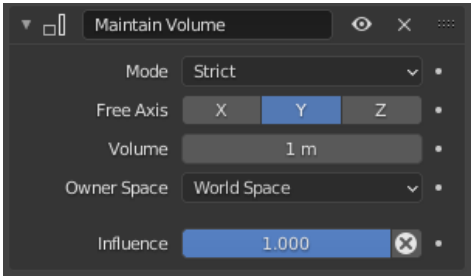 Maintain Volume
Mode Strict
Free Axis X Y Z
Volume 1 m
Owner Space World Space
Influence 1.000